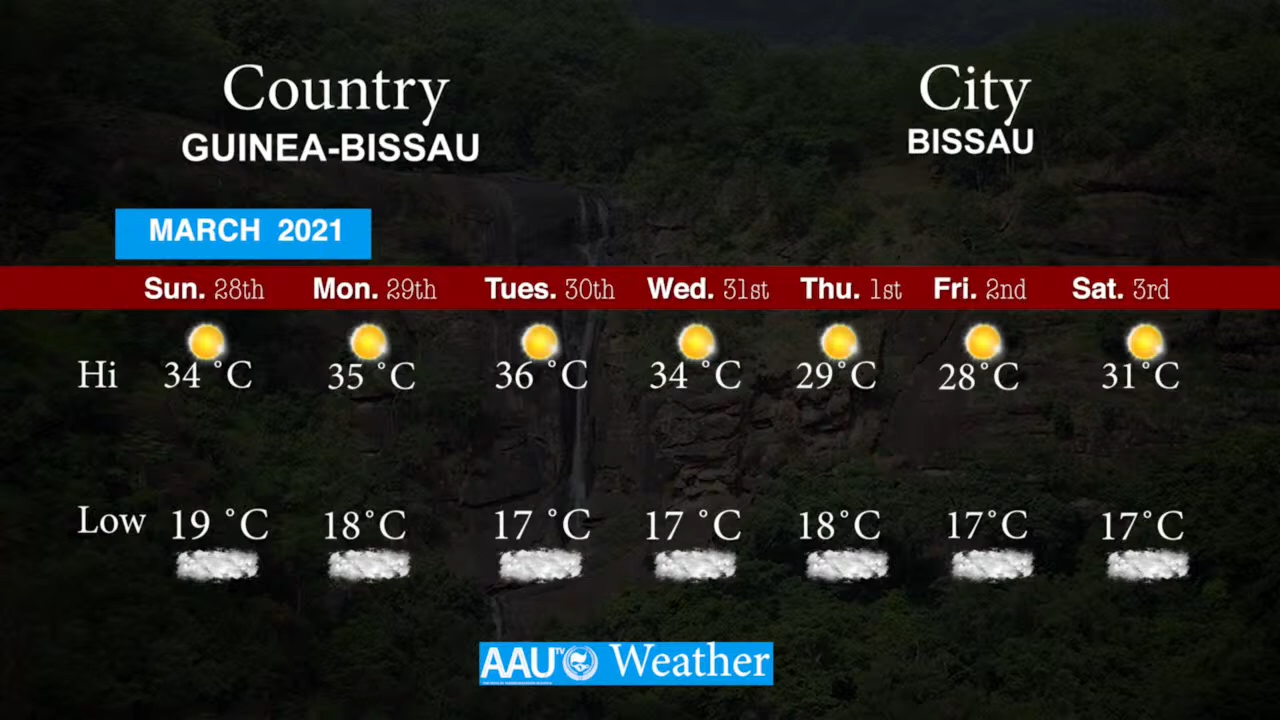 Country
GUINEA-BISSAU
City
BISSAU
MARCH 2021
Sun. 28th Mon. 29th Tues. 30th Wed. 31st Thu. 1st Fri. 2nd Sat. 3rd
Hi 34 °C 35 °C 36 °C 34 °C 29°C 28°C 31°C
Low 19 °C 18°C 17 °C 17 °C 18°C 17°C 17°C
AAU TV Weather